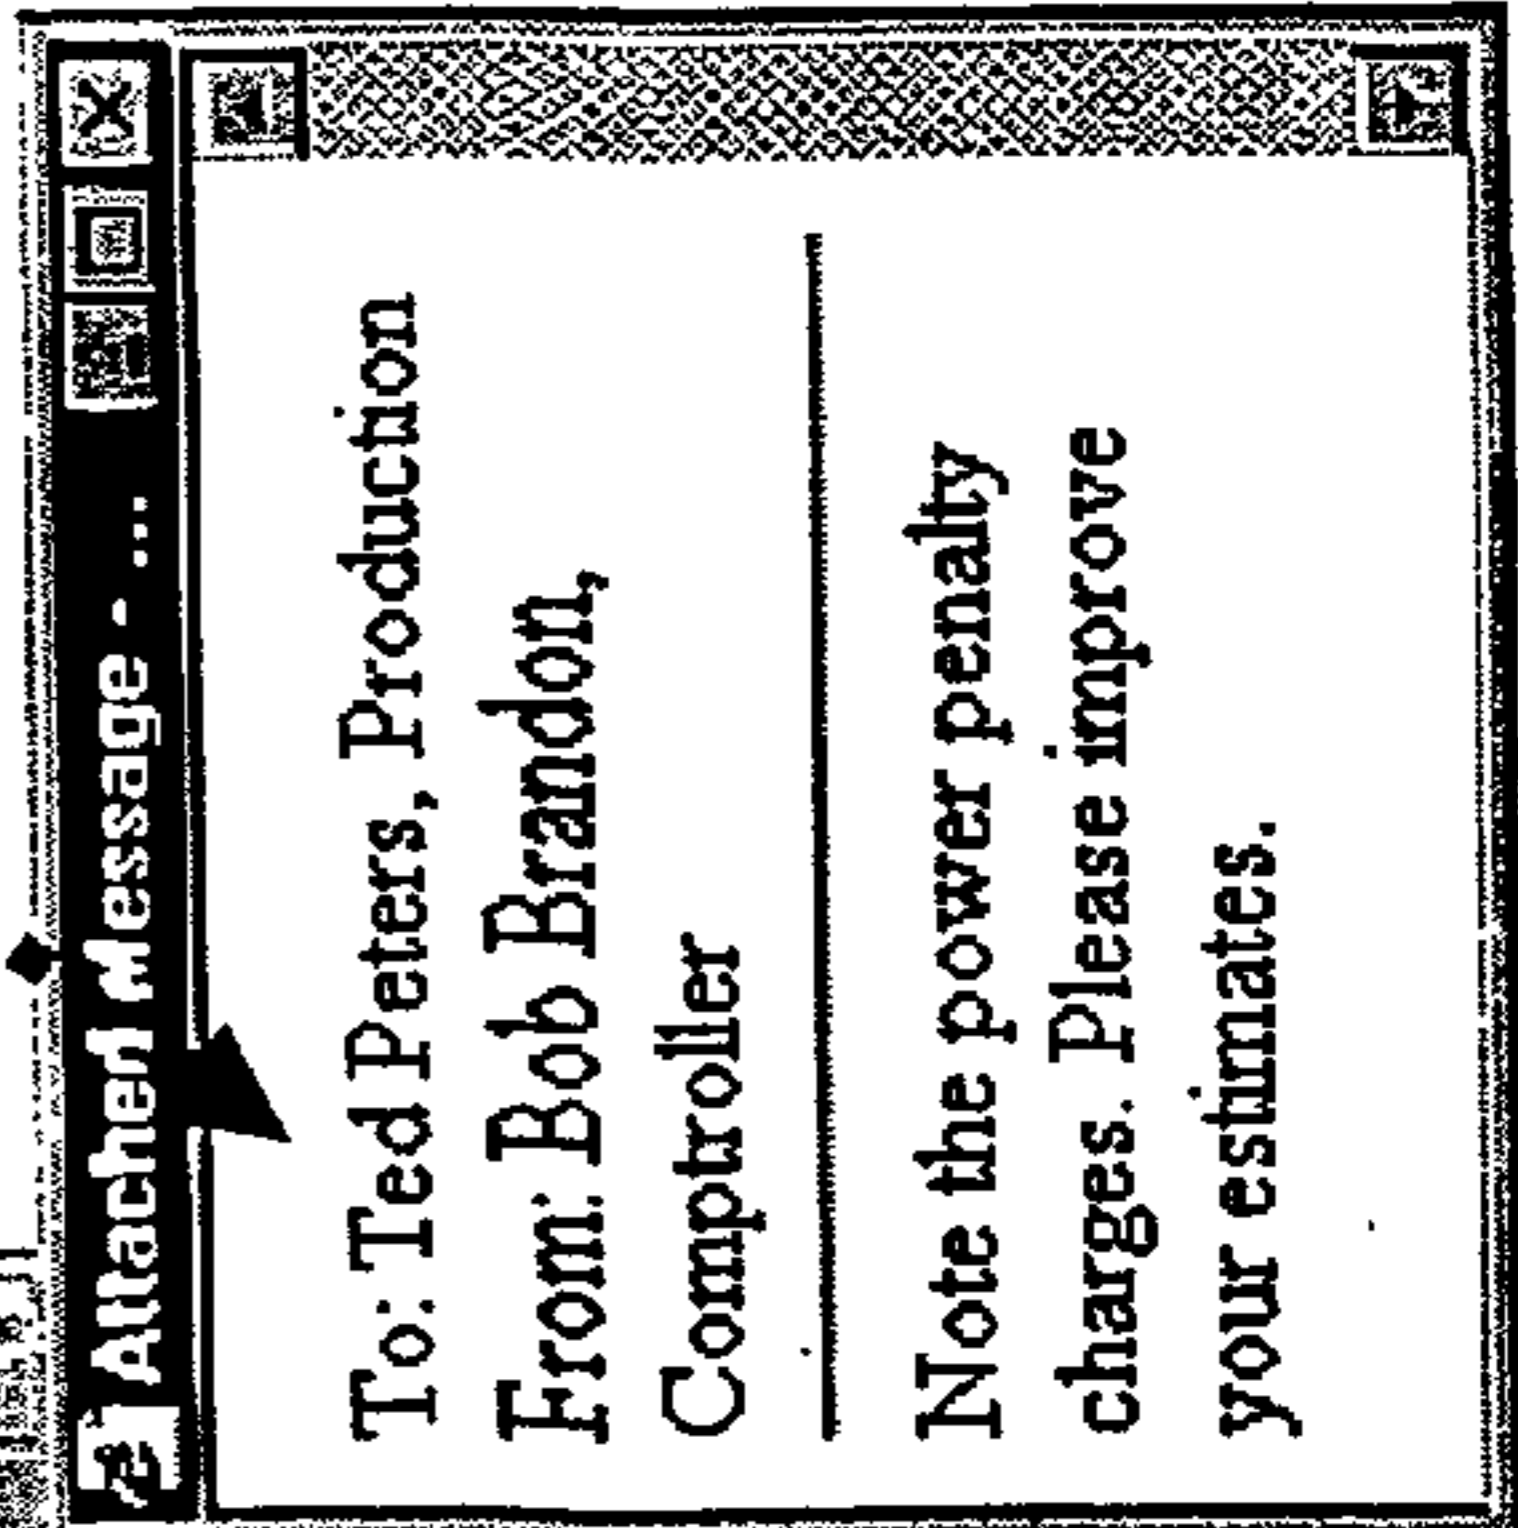 Attached Message - ...
To: Ted Peters, Production
From: Bob Brandon,
Comptroller
Note the power penalty
charges. Please improve
your estimates.